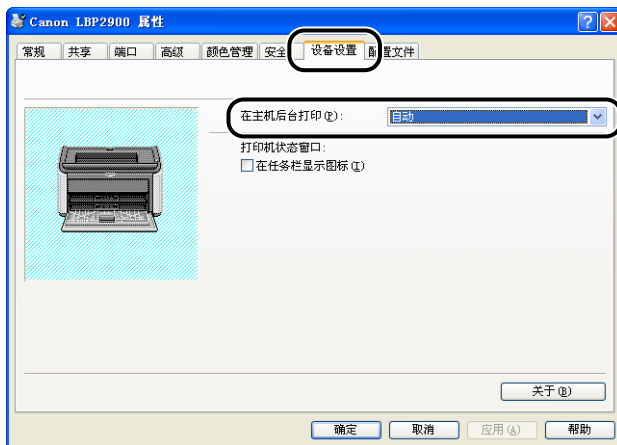 Canon LBP2900 属性
常规 共享 端口 高级 颜色管理 安全 设备设置 配置文件
在主机后台打印(P): 自动
打印机状态窗口:
在任务栏显示图标(I)
关于(B)
确定 取消 应用(A) 帮助